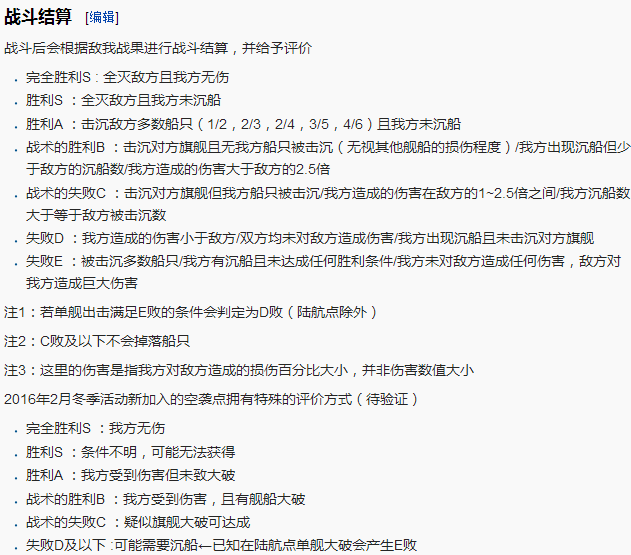 战斗结算 [编辑]
战斗后会根据敌我战果进行战斗结算，并给予评价
完全胜利S : 全灭敌方且我方无伤
胜利S ：全灭敌方且我方未沉船
胜利A ：击沉敌方多数船只（1/2，2/3，2/4，3/5，4/6）且我方未沉船
战术的胜利B ：击沉对方旗舰且无我方船只被击沉（无视其他舰船的损伤程度）/我方出现沉船但少
于敌方的沉船数/我方造成的伤害大于敌方的2.5倍
战术的失败C ：击沉对方旗舰但我方船只被击沉/我方造成的伤害在敌方的1~2.5倍之间/我方沉船数
大于等于敌方被击沉数
失败D ：我方造成的伤害小于敌方/双方均未对敌方造成伤害/我方出现沉船且未击沉对方旗舰
失败E ：被击沉多数船只/我方有沉船且未达成任何胜利条件/我方未对敌方造成任何伤害，敌方对
我方造成巨大伤害
注1：若单舰出击满足E败的条件会判定为D败（陆航点除外）
注2：C败及以下不会掉落船只
注3：这里的伤害是指我方对敌方造成的损伤百分比大小，并非伤害数值大小
2016年2月冬季活动新加入的空袭点拥有特殊的评价方式（待验证）
完全胜利S ：我方无伤
胜利S ：条件不明，可能无法获得
胜利A ：我方受到伤害但未致大破
战术的胜利B ：我方受到伤害，且有舰船大破
战术的失败C ：疑似旗舰大破可达成
失败D及以下 :可能需要沉船←已知在陆航点单舰大破会产生E败